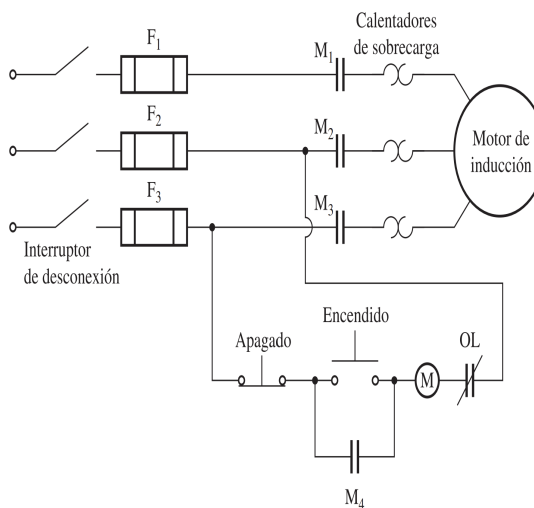 Calentadores
de sobrecarga
F1
M1
F2
M2
Motor de
inducción
F3
M3
Interruptor
de desconexión
Encendido
Apagado
OL
M
M4